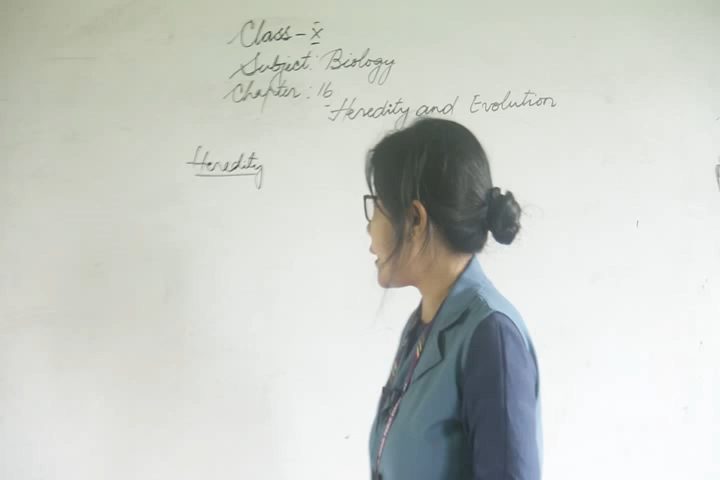 Class - X
Subject: Biology
Chapter: 16
- Heredity and Evolution
Heredity